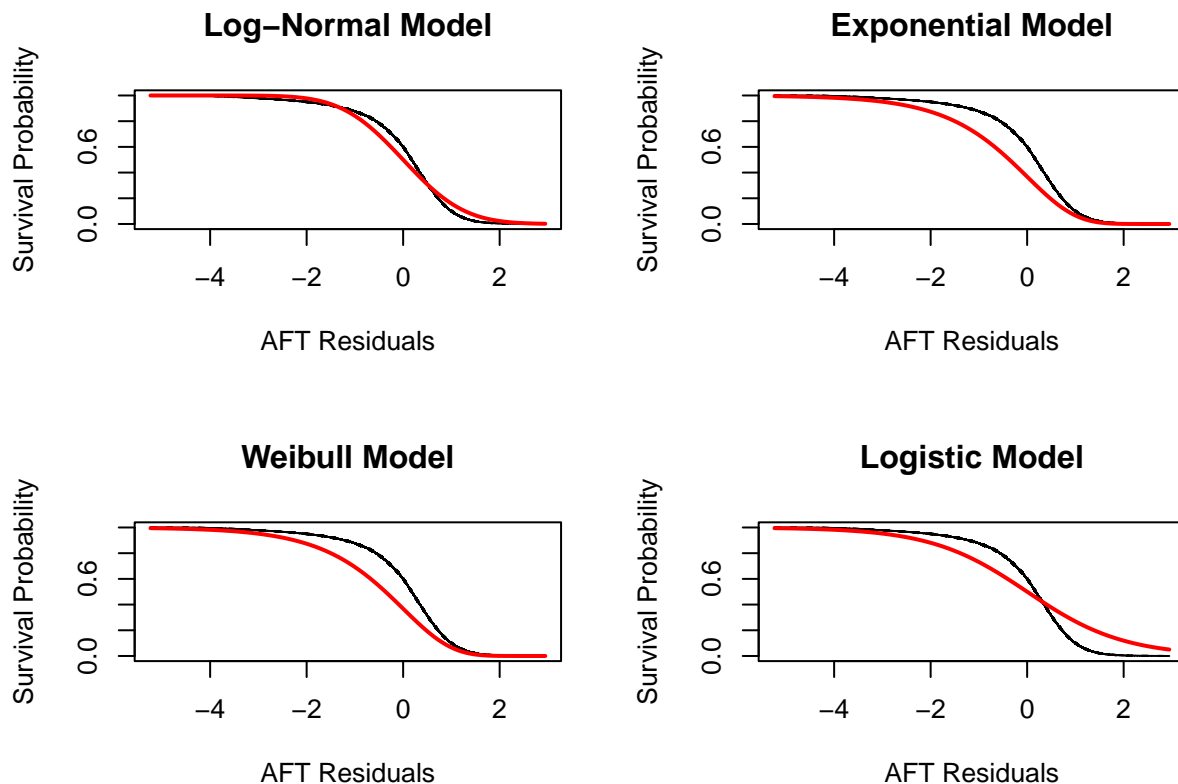 Log−Normal Model
Survival Probability
0.0
0.6
−4
−2
0
2
AFT Residuals
Exponential Model
Survival Probability
0.0
0.6
−4
−2
0
2
AFT Residuals
Weibull Model
Survival Probability
0.0
0.6
−4
−2
0
2
AFT Residuals
Logistic Model
Survival Probability
0.0
0.6
−4
−2
0
2
AFT Residuals